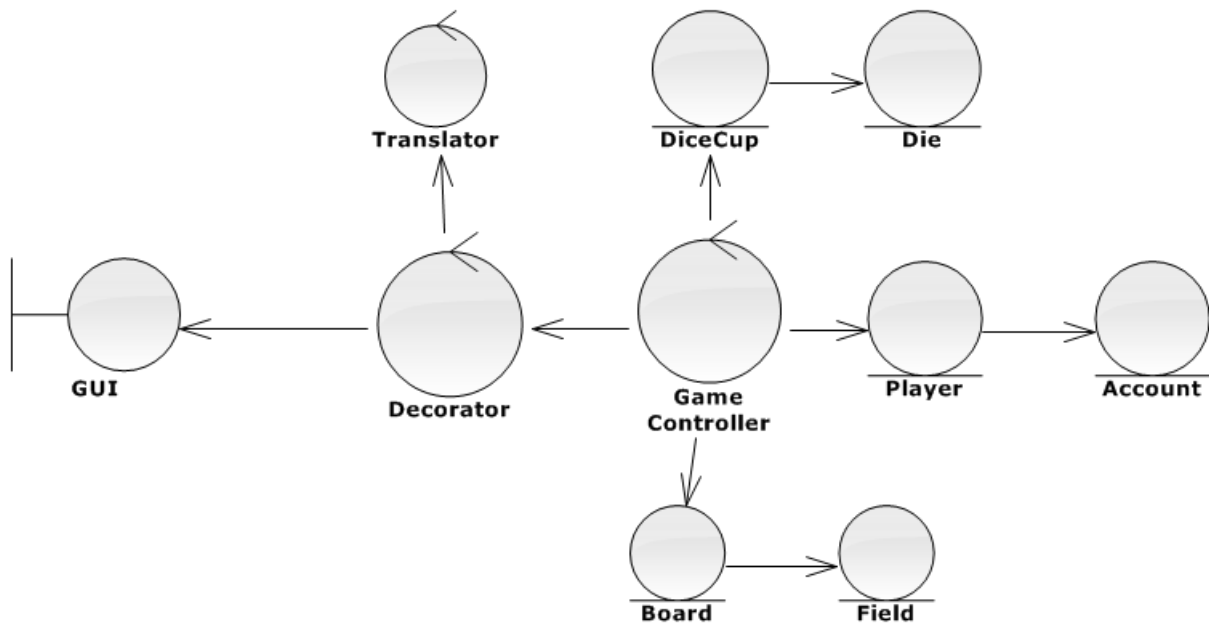 Translator
DiceCup
Die
GUI
Decorator
Game
Controller
Player
Account
Board
Field